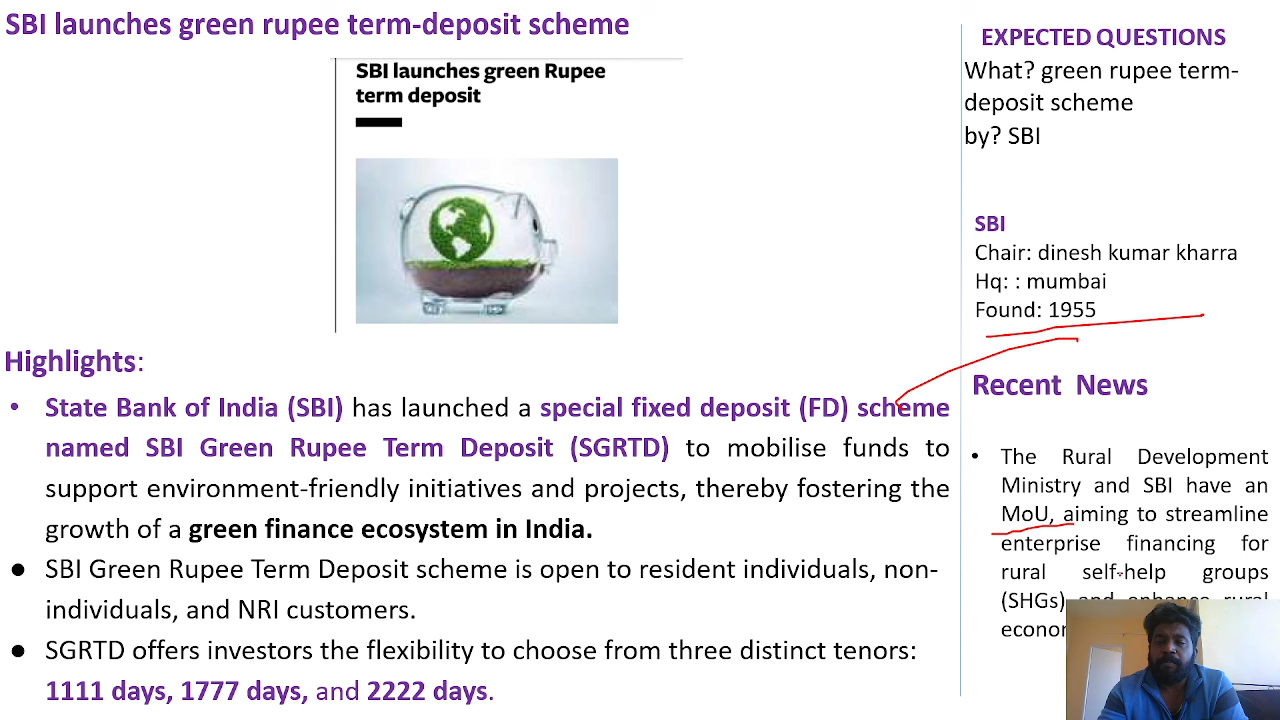 SBI launches green rupee term-deposit scheme
SBI launches green Rupee
term deposit
Highlights:
• State Bank of India (SBI) has launched a special fixed deposit (FD) scheme
named SBI Green Rupee Term Deposit (SGRTD) to mobilise funds to
support environment-friendly initiatives and projects, thereby fostering the
growth of a green finance ecosystem in India.
● SBI Green Rupee Term Deposit scheme is open to resident individuals, non-
individuals, and NRI customers.
● SGRTD offers investors the flexibility to choose from three distinct tenors:
1111 days, 1777 days, and 2222 days.
EXPECTED QUESTIONS
What? green rupee term-
deposit scheme
by? SBI
SBI
Chair: dinesh kumar kharra
Hq: : mumbai
Found: 1955
Recent News
• The Rural Development
Ministry and SBI have an
MoU, aiming to streamline
enterprise financing for
rural self-help groups
(SHGs) and enhance rural